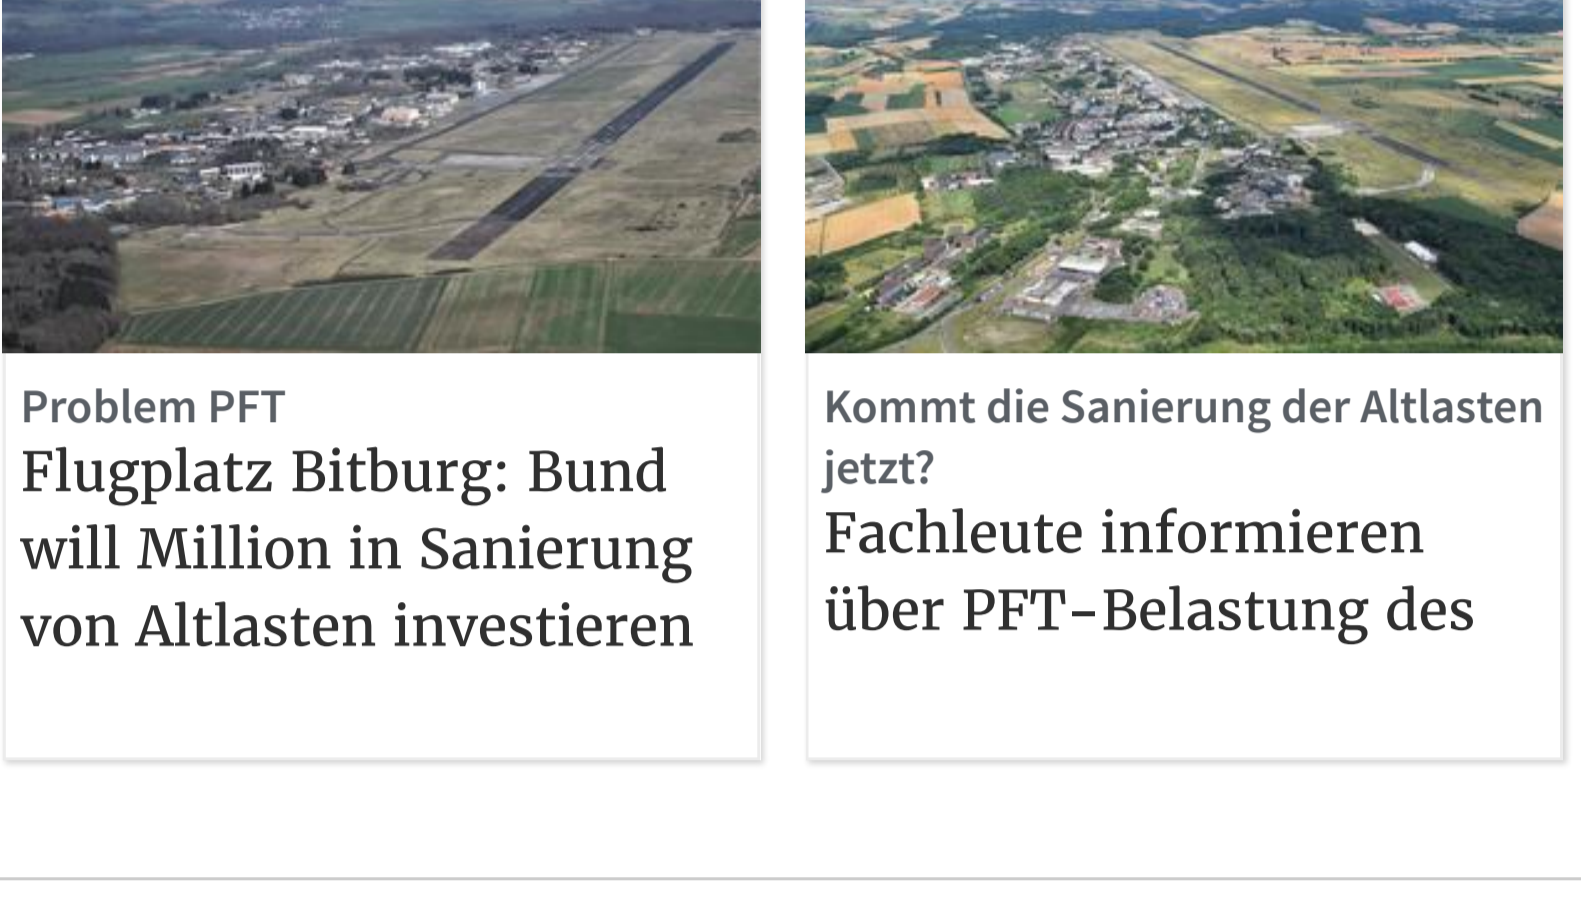 Problem PFT
Flugplatz Bitburg: Bund
will Million in Sanierung
von Altlasten investieren
Kommt die Sanierung der Altlasten
jetzt?
Fachleute informieren
über PFT-Belastung des